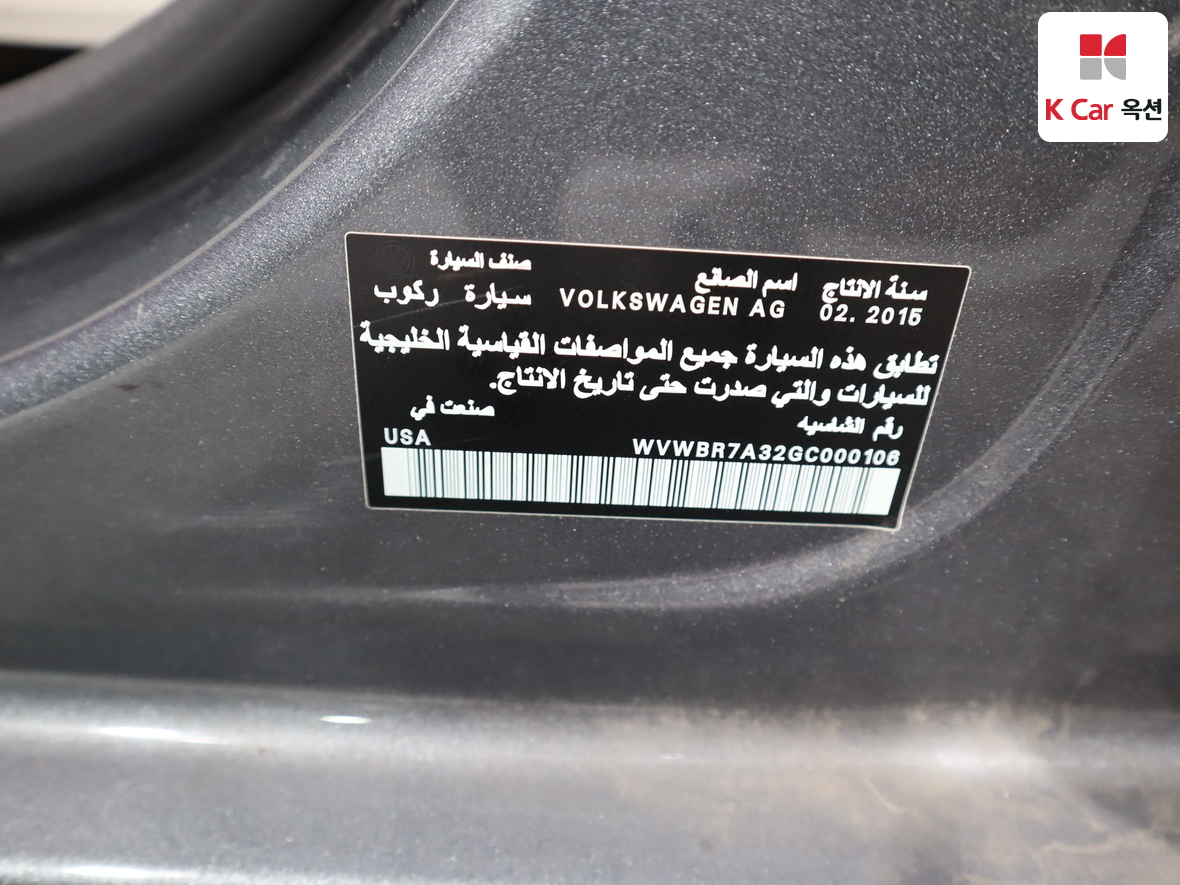 K Car 옥션
سنة الانتاج اسم الصانع صنف السيارة
02. 2015 VOLKSWAGEN AG سيارة ركوب
تطابق هذه السيارة جميع المواصفات القياسية الخليجية
للسيارات والتي صدرت حتى تاريخ الانتاج.
رقم الشاسيه صنعت في
WVWBR7A32GC000106 USA